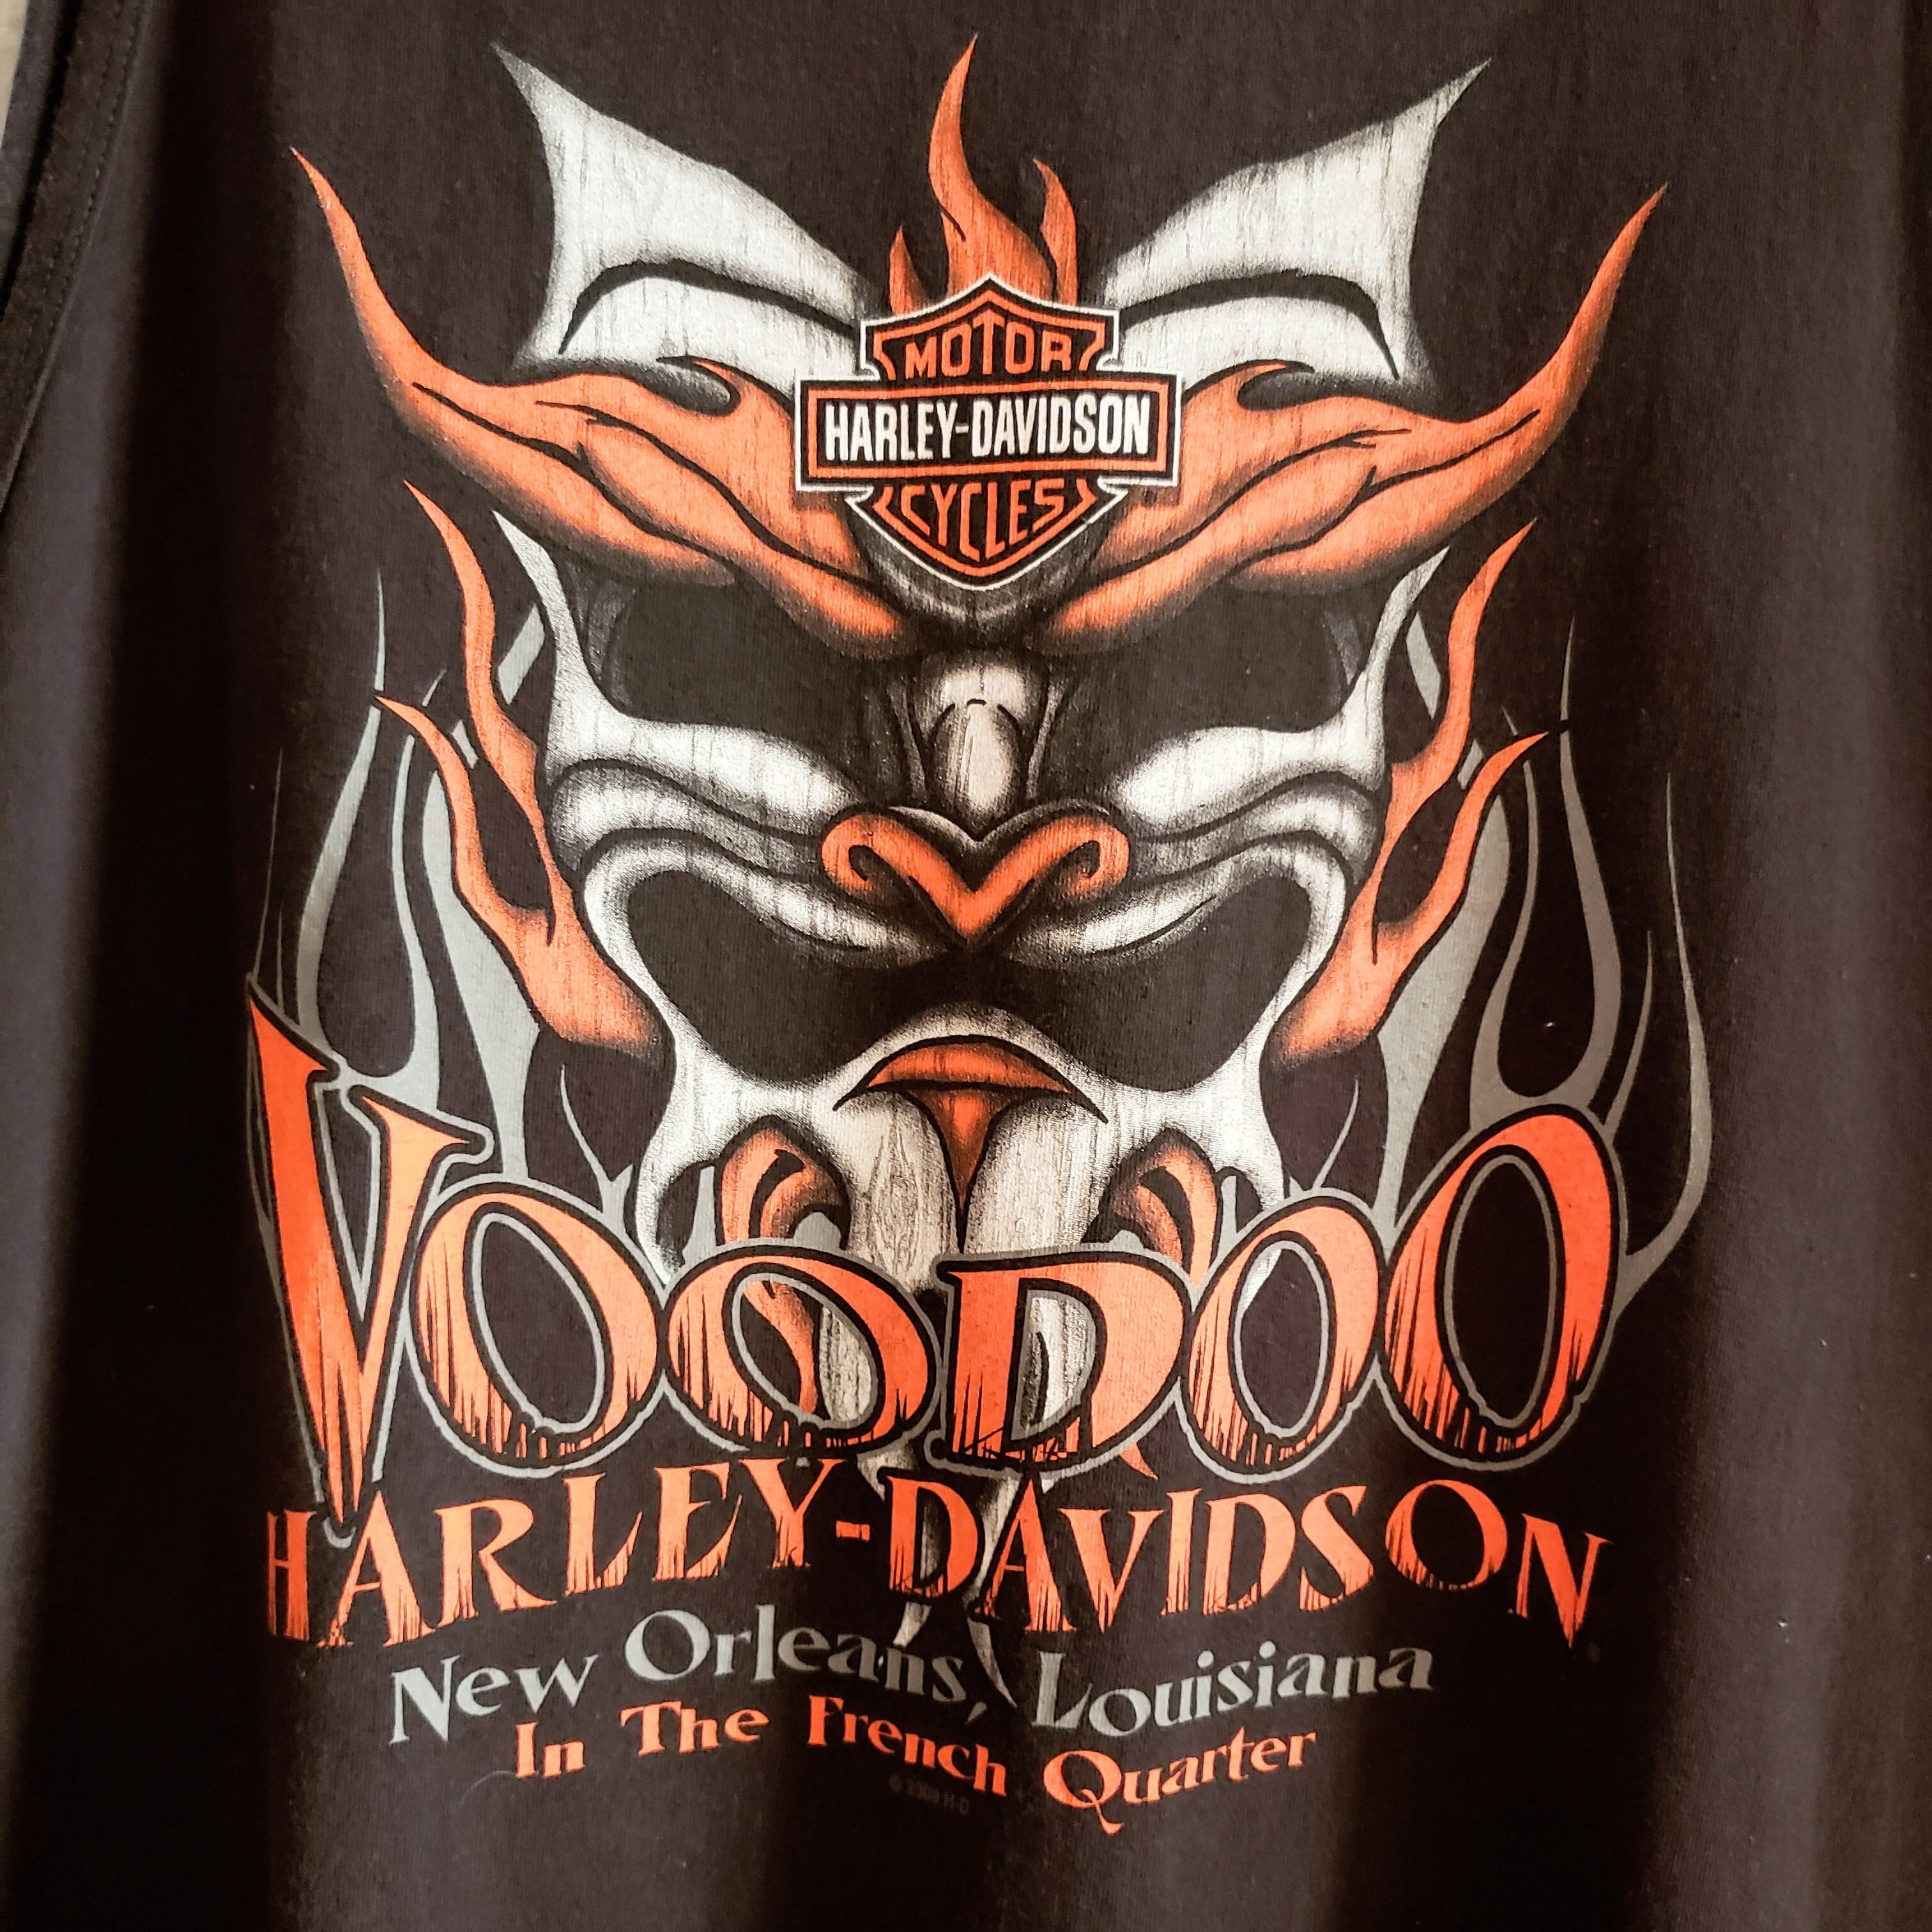 MOTOR
HARLEY-DAVIDSON
CYCLES
VOODOO
HARLEY-DAVIDSON
New Orleans, Louisiana
In The French Quarter